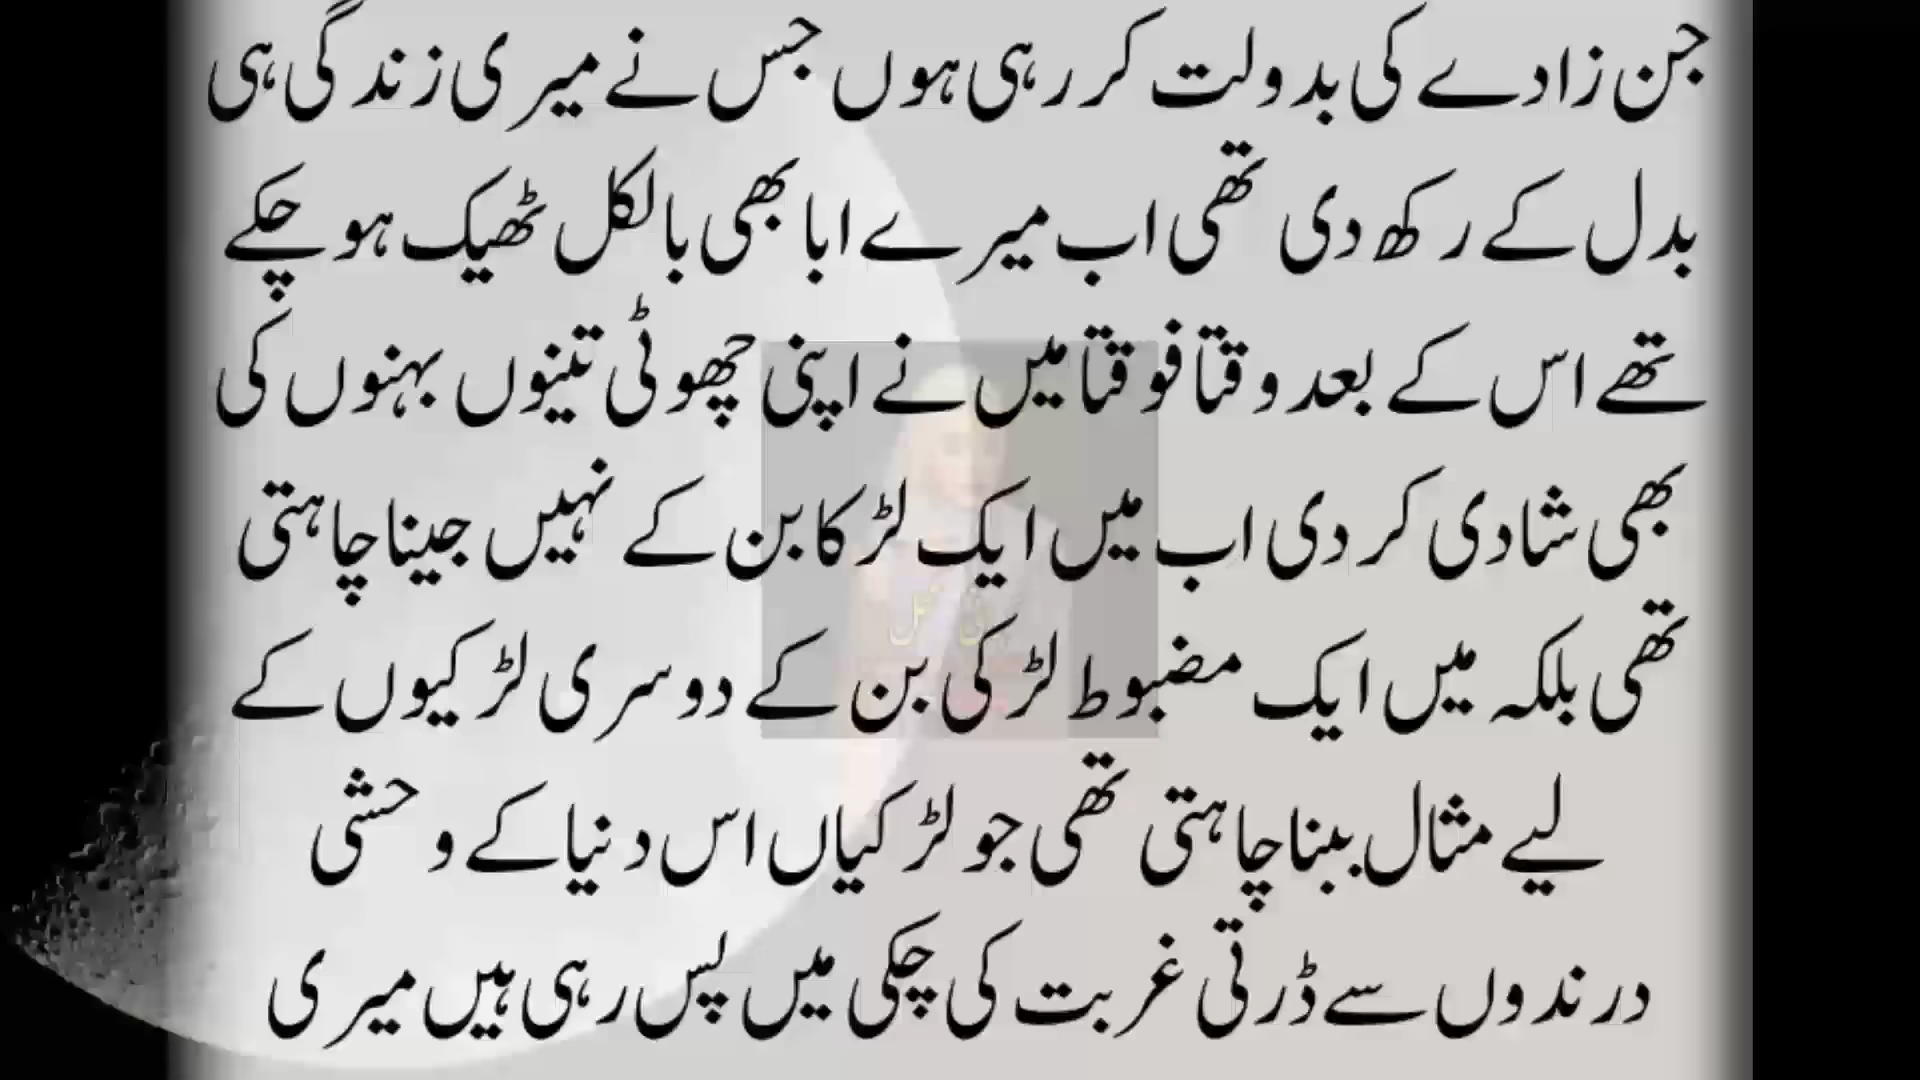 جن زادے کی بدولت کر رہی ہوں جس نے میری زندگی ہی
بدل کے رکھ دی تھی اب میرے ابا بھی بالکل ٹھیک ہو چکے
تھے اس کے بعد وقتا فوقتا میں نے اپنی چھوٹی تینوں بہنوں کی
بھی شادی کر دی اب میں ایک لڑکا بن کے نہیں جینا چاہتی
تھی بلکہ میں ایک مضبوط لڑکی بن کے دوسری لڑکیوں کے
لیے مثال ببنا چاہتی تھی جو لڑکیاں اس دنیا کے وحشی
درندوں سے ڈرتی غربت کی چکی میں پس رہی ہیں میری